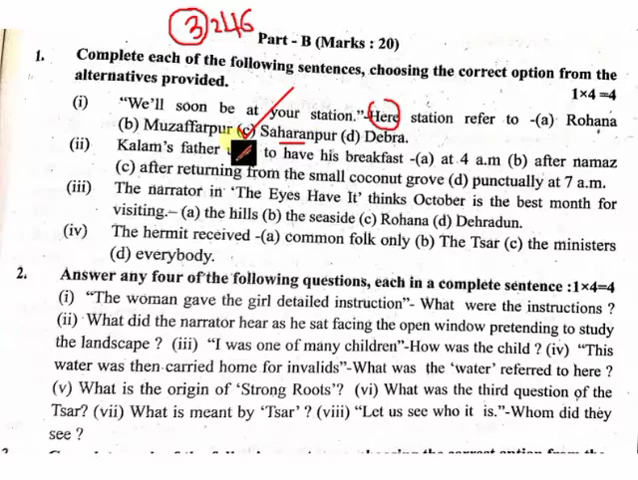 3246
Part - B (Marks : 20)
1. Complete each of the following sentences, choosing the correct option from the
alternatives provided. 1×4 =4
(i) “We’ll soon be at your station.”-Here station refer to -(a) Rohana
(b) Muzaffarpur (c) Saharanpur (d) Debra.
(ii) Kalam’s father to have his breakfast -(a) at 4 a.m (b) after namaz
(c) after returning from the small coconut grove (d) punctually at 7 a.m.
(iii) The narrator in ‘The Eyes Have It’ thinks October is the best month for
visiting.– (a) the hills (b) the seaside (c) Rohana (d) Dehradun.
(iv) The hermit received -(a) common folk only (b) The Tsar (c) the ministers
(d) everybody.
2. Answer any four of the following questions, each in a complete sentence :1×4=4
(i) “The woman gave the girl detailed instruction”- What were the instructions ?
(ii) What did the narrator hear as he sat facing the open window pretending to study
the landscape ? (iii) “I was one of many children”-How was the child ? (iv) “This
water was then carried home for invalids”-What was the ‘water’ referred to here ?
(v) What is the origin of ‘Strong Roots’? (vi) What was the third question of the
Tsar? (vii) What is meant by ‘Tsar’ ? (viii) “Let us see who it is.”-Whom did they
see ?